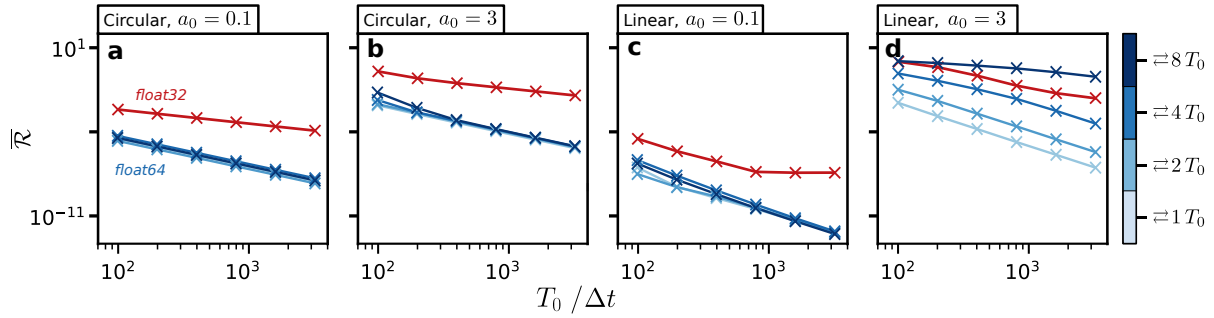 Circular, a₀ = 0.1
Circular, a₀ = 3
Linear, a₀ = 0.1
Linear, a₀ = 3
a
b
c
d
10¹
10⁻¹¹
R̅
float32
float64
⇄8 T₀
⇄4 T₀
⇄2 T₀
⇄1 T₀
10² 10³ 10² 10³ 10² 10³ 10² 10³
T₀ /Δt